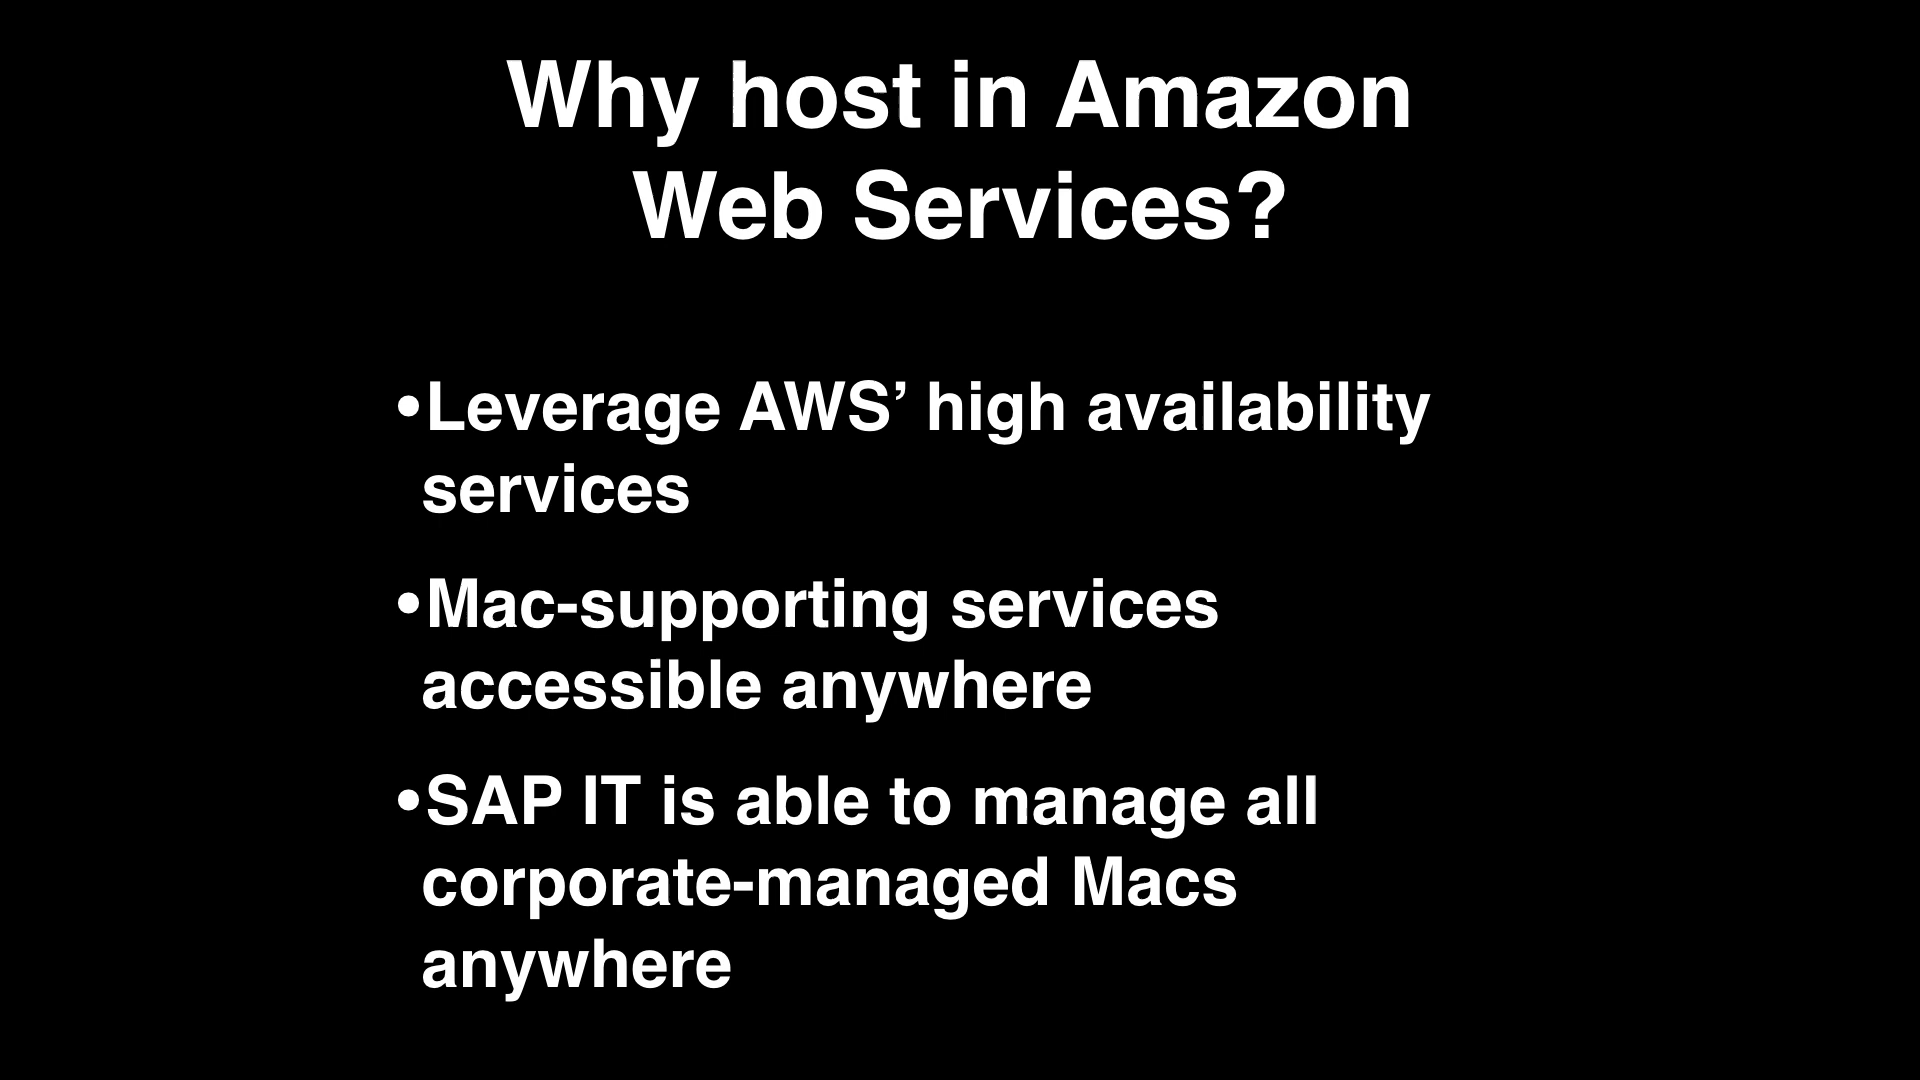 Why host in Amazon
Web Services?
•Leverage AWS’ high availability
services
•Mac-supporting services
accessible anywhere
•SAP IT is able to manage all
corporate-managed Macs
anywhere